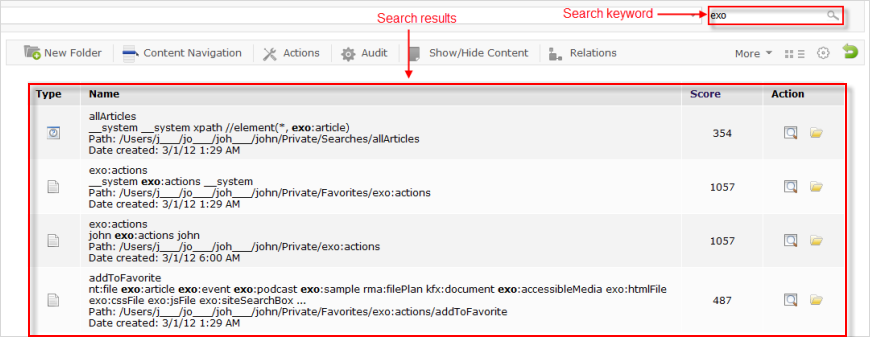 Search results
Search keyword
exo
New Folder
Content Navigation
Actions
Audit
Show/Hide Content
Relations
More
Type Name Score Action
allArticles
__system __system xpath //element(*, exo:article)
Path: /Users/j___/jo___/joh___/john/Private/Searches/allArticles
Date created: 3/1/12 1:29 AM
354
exo:actions
__system exo:actions __system
Path: /Users/j___/jo___/joh___/john/Private/Favorites/exo:actions
Date created: 3/1/12 1:29 AM
1057
exo:actions
john exo:actions john
Path: /Users/j___/jo___/joh___/john/Private/exo:actions
Date created: 3/1/12 6:00 AM
1057
addToFavorite
nt:file exo:article exo:event exo:podcast exo:sample rma:filePlan kfx:document exo:accessibleMedia exo:htmlFile
exo:cssFile exo:jsFile exo:siteSearchBox ...
Path: /Users/j___/jo___/joh___/john/Private/Favorites/exo:actions/addToFavorite
Date created: 3/1/12 1:29 AM
487